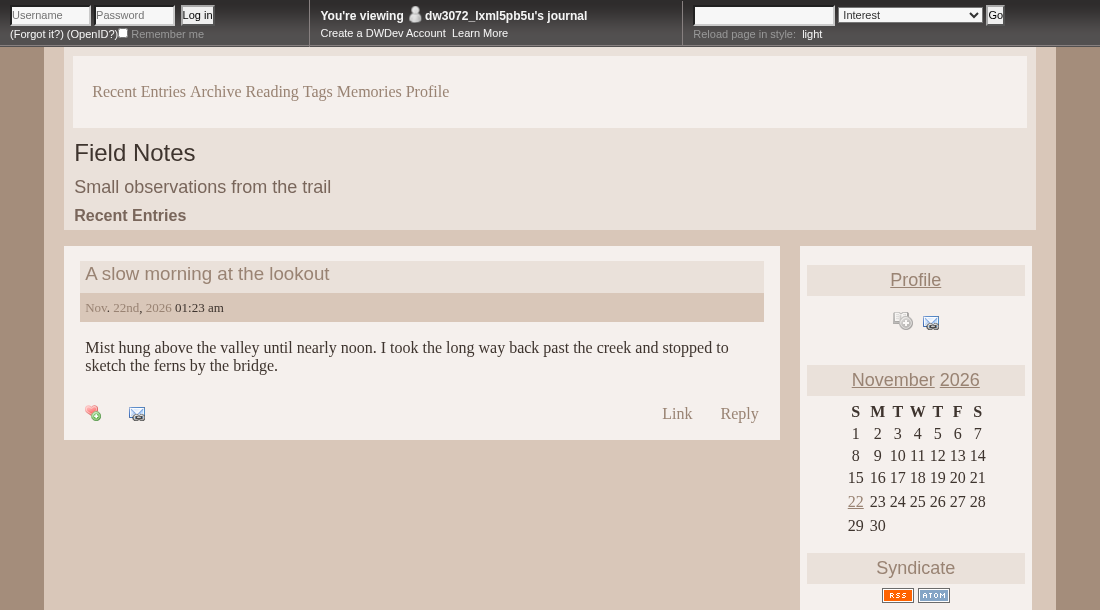 Username Password Log in
(Forgot it?) (OpenID?) Remember me
You're viewing dw3072_lxml5pb5u's journal
Create a DWDev Account Learn More
Interest Go
Reload page in style: light
Recent Entries Archive Reading Tags Memories Profile
Field Notes
Small observations from the trail
Recent Entries
A slow morning at the lookout
Nov. 22nd, 2026 01:23 am
Mist hung above the valley until nearly noon. I took the long way back past the creek and stopped to
sketch the ferns by the bridge.
Link Reply
Profile
November 2026
S M T W T F S
1 2 3 4 5 6 7
8 9 10 11 12 13 14
15 16 17 18 19 20 21
22 23 24 25 26 27 28
29 30
Syndicate
RSS ATOM